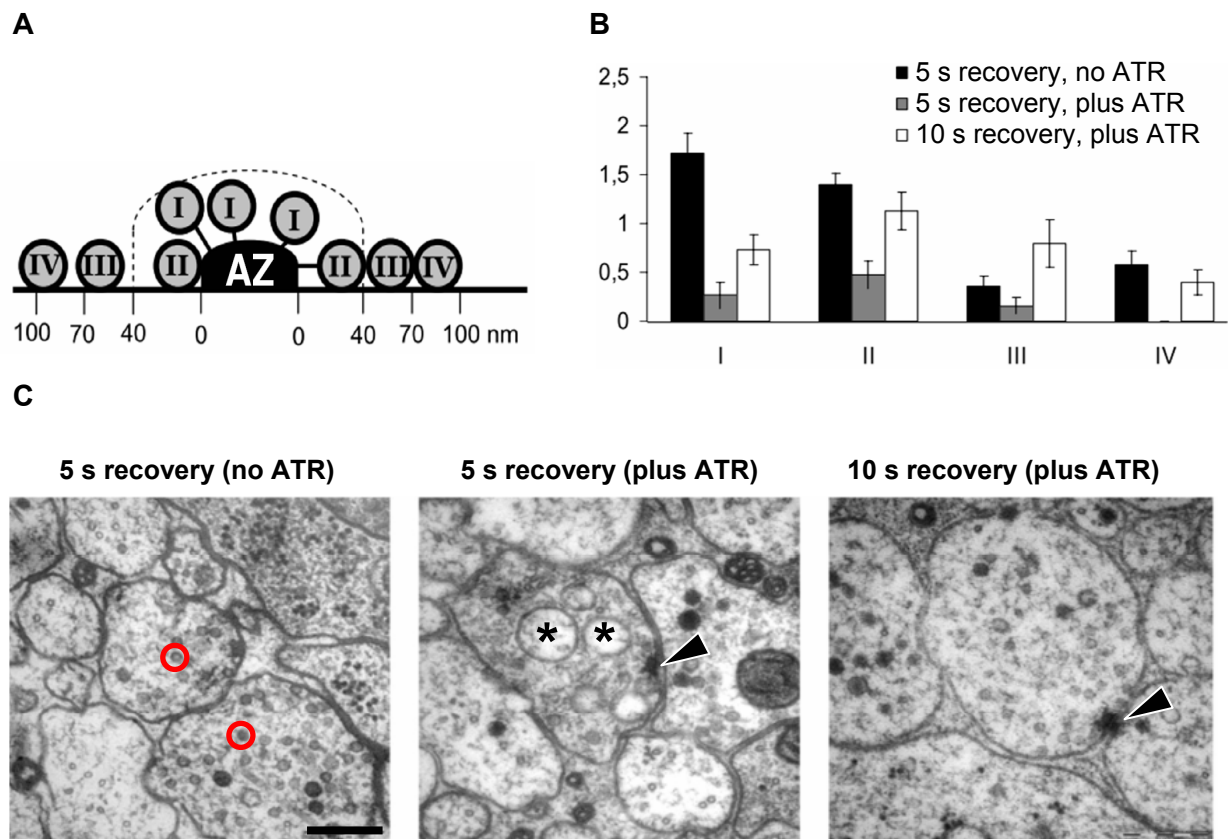 A
I I I
IV III II AZ II III IV
100 70 40 0 0 40 70 100 nm
B
5 s recovery, no ATR
5 s recovery, plus ATR
10 s recovery, plus ATR
2,5
2
1,5
1
0,5
0
I II III IV
C
5 s recovery (no ATR) 5 s recovery (plus ATR) 10 s recovery (plus ATR)
* *